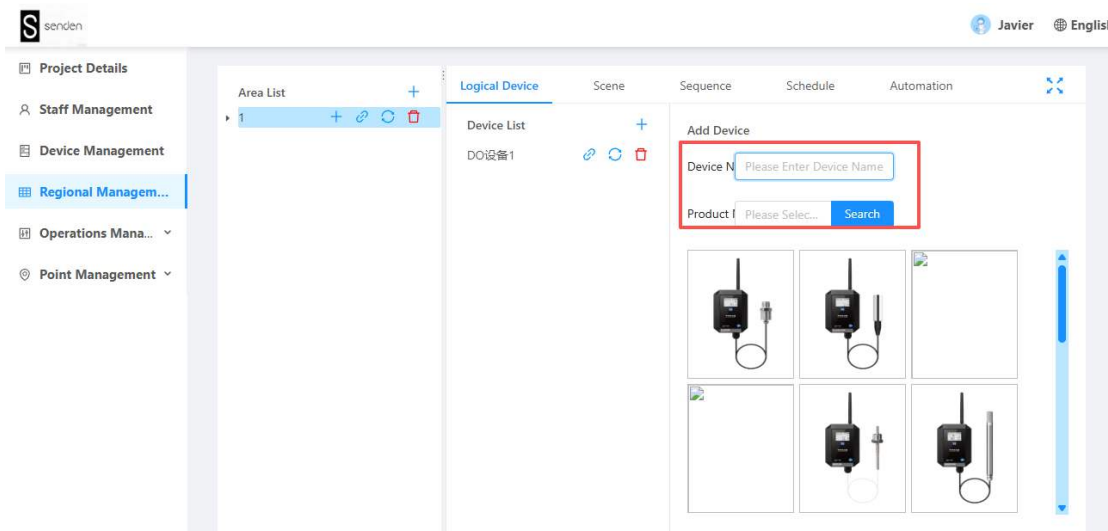 S senden
Javier
English
Project Details
Staff Management
Device Management
Regional Managem...
Operations Mana...
Point Management
Area List
1
Logical Device
Scene
Sequence
Schedule
Automation
Device List
DO设备1
Add Device
Device N
Please Enter Device Name
Product
Please Selec...
Search